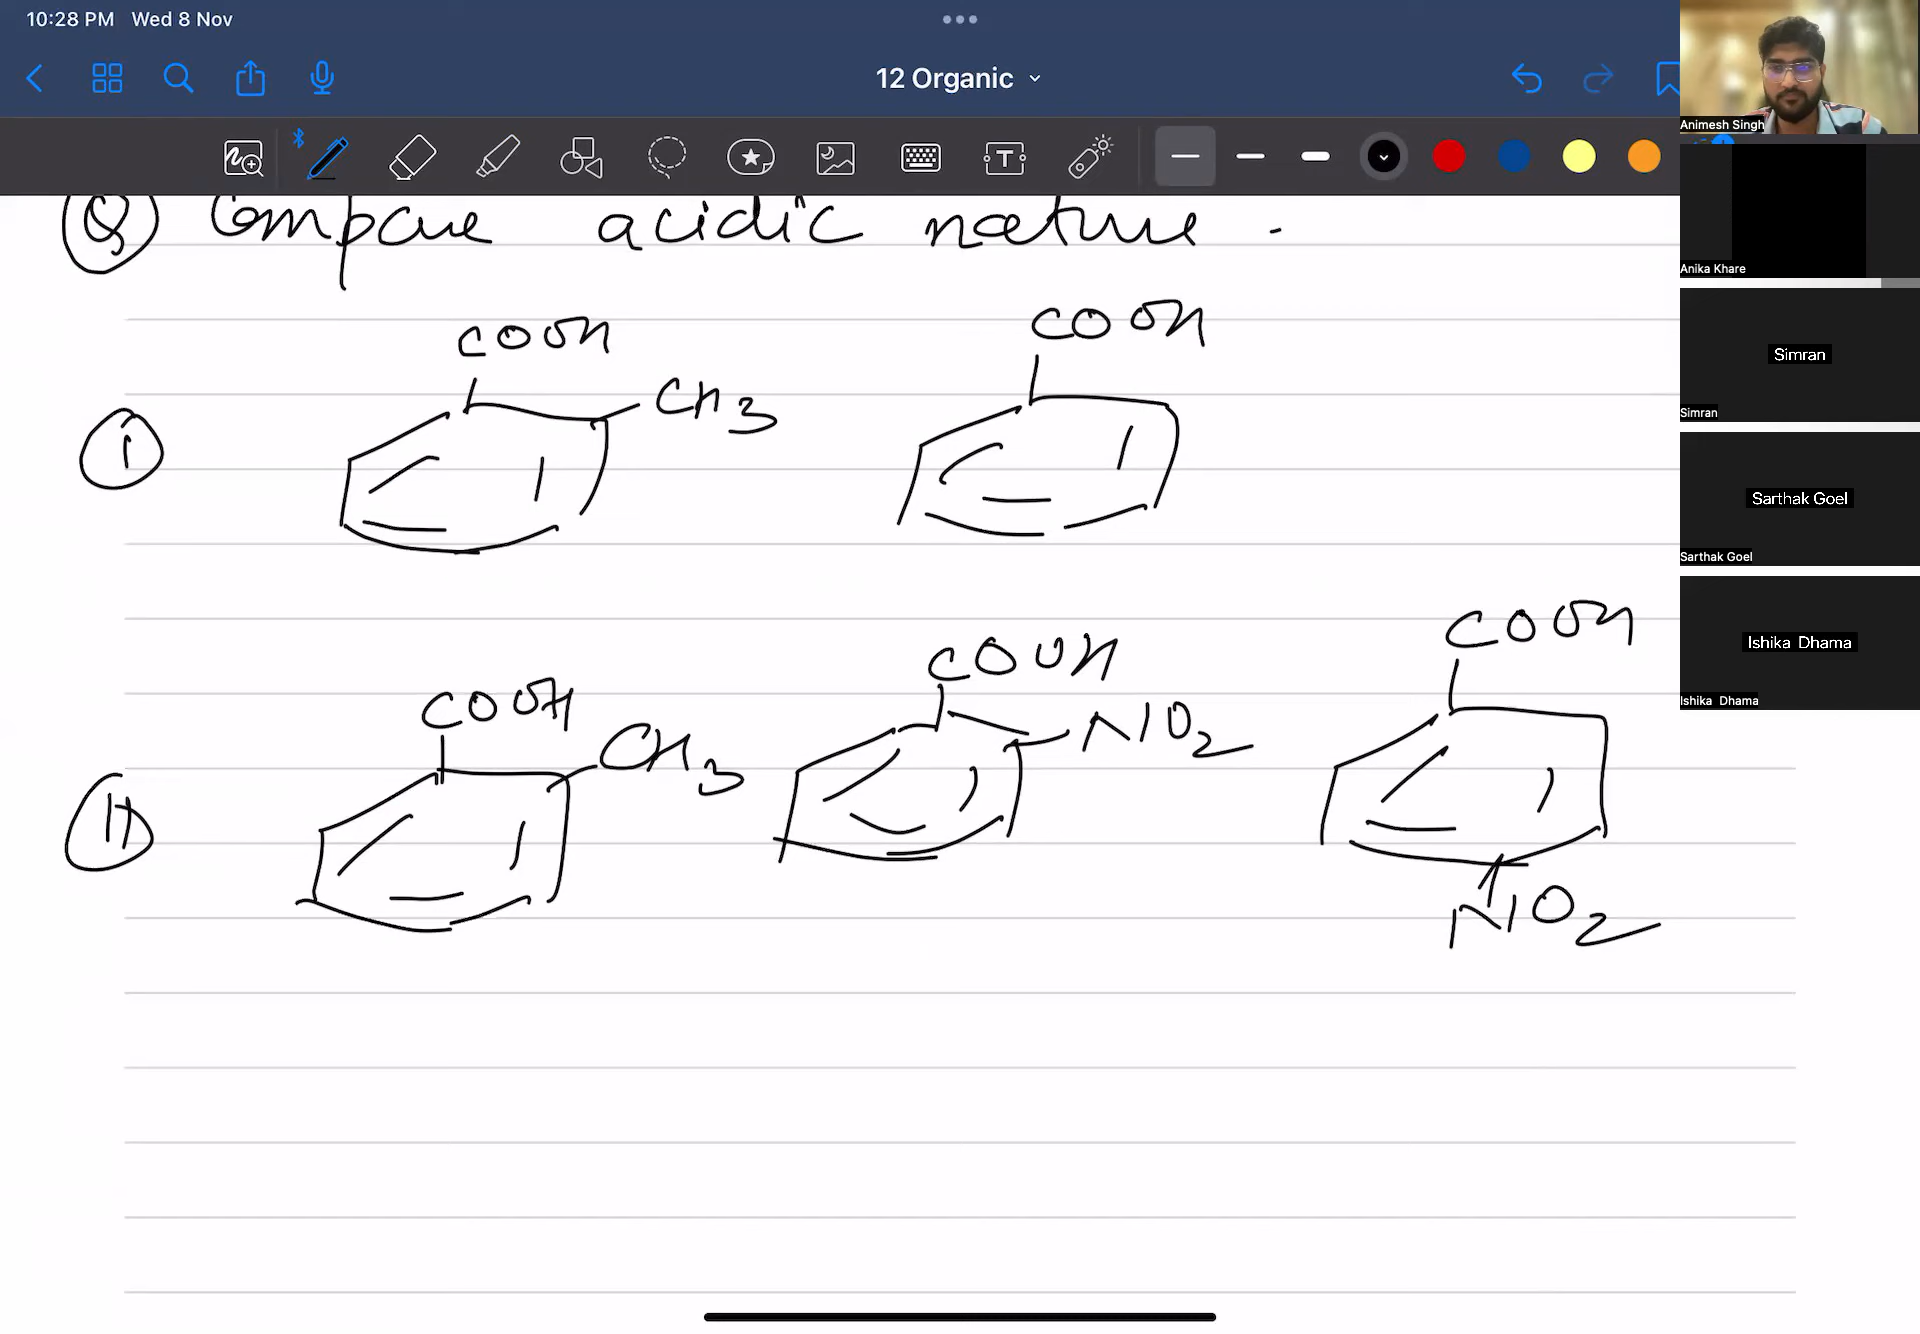 10:28 PM Wed 8 Nov
12 Organic
T
Animesh Singh
Anika Khare
Simran
Simran
Sarthak Goel
Sarthak Goel
Ishika Dhama
Ishika Dhama
Q Compare acidic nature .
COOH
CH3
COOH
I
COOH
COOH
COOH
CH3
NO2
II
NO2